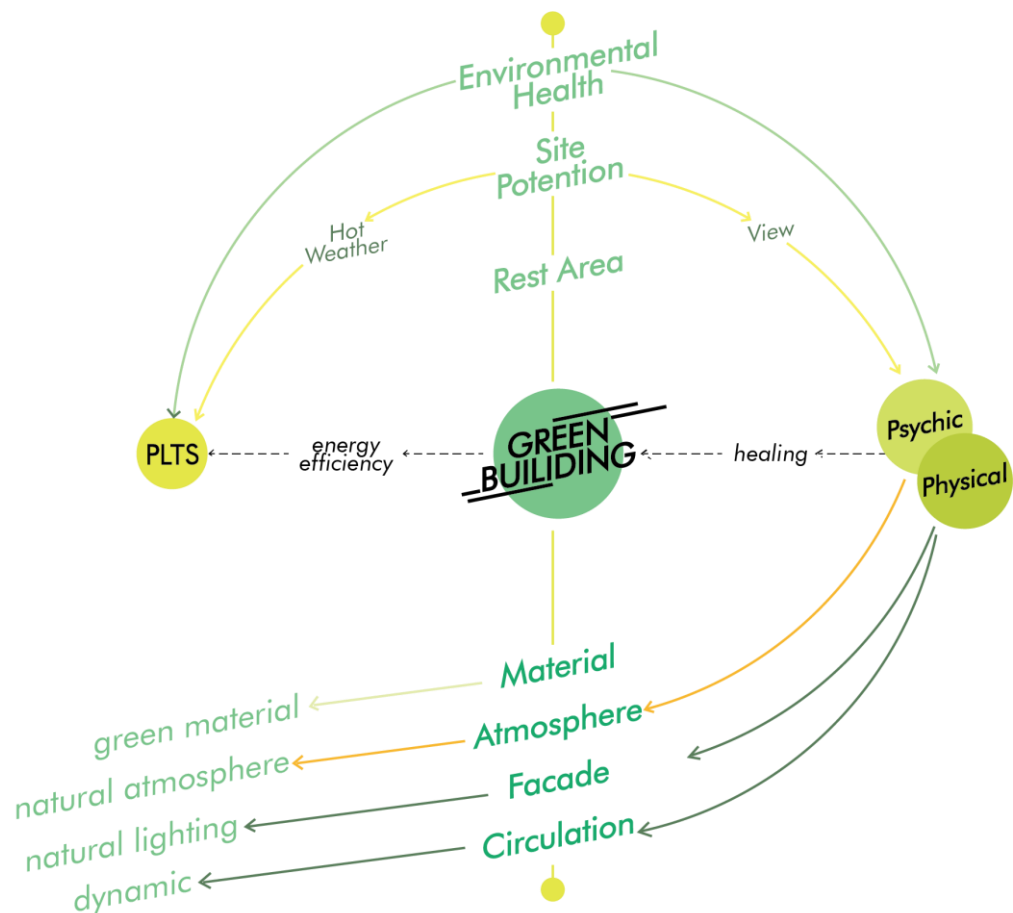 Environmental
Health
Site
Potention
Hot
Weather
View
Rest Area
PLTS
energy
efficiency
GREEN
BUILIDING
healing
Psychic
Physical
Material
green material
Atmosphere
natural atmosphere
Facade
natural lighting
Circulation
dynamic